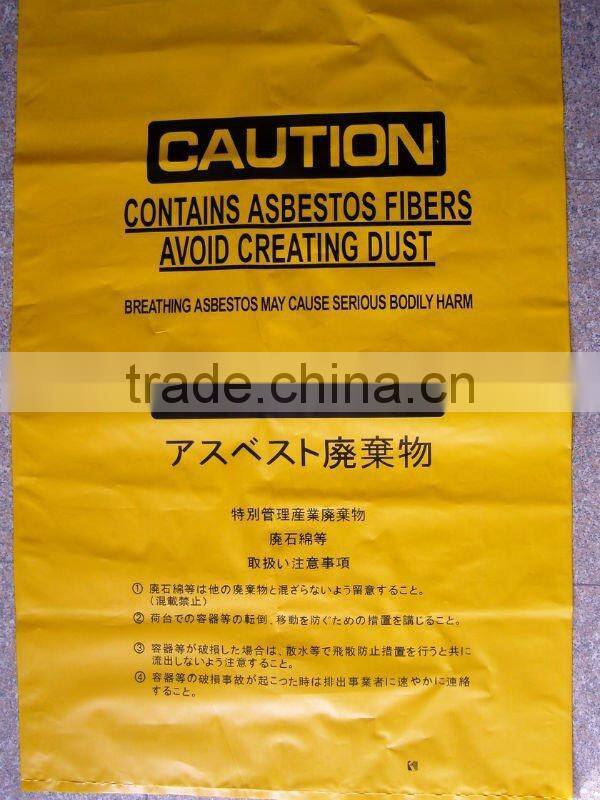 CAUTION
CONTAINS ASBESTOS FIBERS
AVOID CREATING DUST
BREATHING ASBESTOS MAY CAUSE SERIOUS BODILY HARM
trade.china.cn
アスベスト廃棄物
特別管理産業廃棄物
廃石綿等
取扱い注意事項
① 廃石綿等は他の廃棄物と混ざらないよう留意すること。
(混載禁止)
② 荷台での容器等の転倒、移動を防ぐための措置を講じること。
③ 容器等が破損した場合は、散水等で飛散防止措置を行うと共に
流出しないよう注意すること。
④ 容器等の破損事故が起こった時は排出事業者に速やかに連絡
すること。